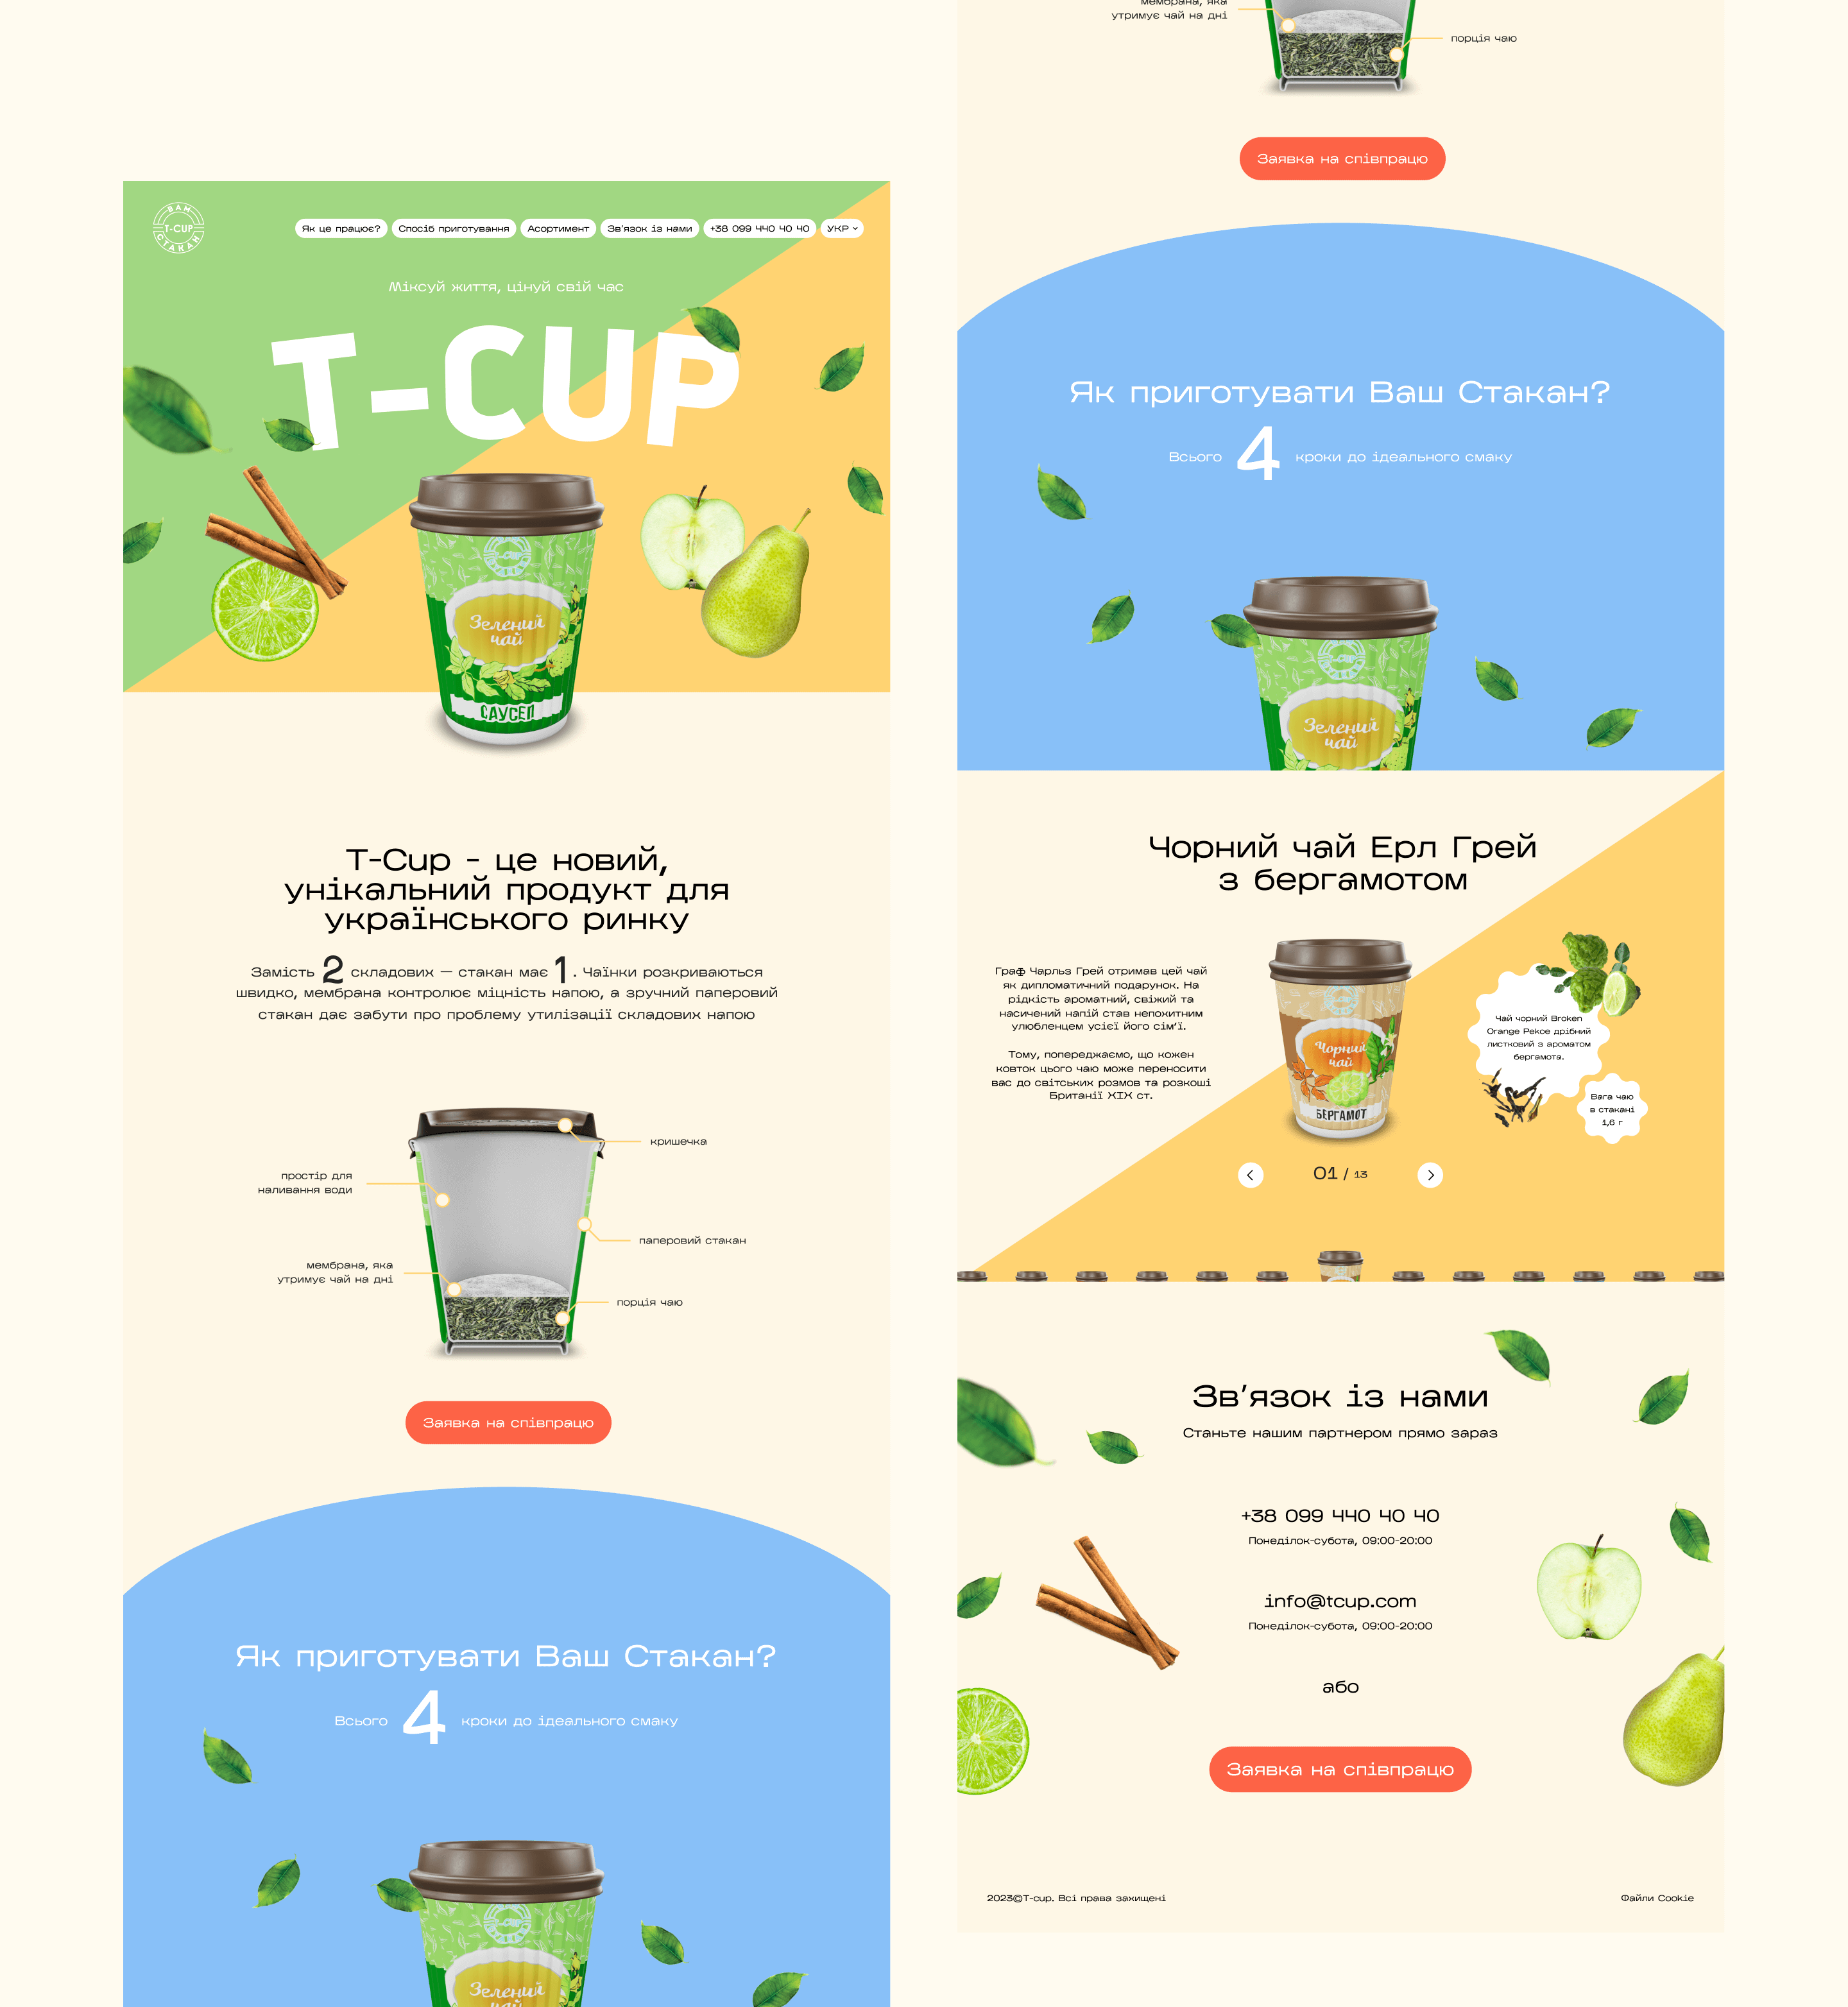 ВАМ
T-CUP
СТАКАН
Як це працює?
Спосіб приготування
Асортимент
Зв'язок із нами
+38 099 440 40 40
УКР
Міксуй життя, цінуй свій час
T-CUP
Зелений
чай
САУСЕП
T-Cup - це новий,
унікальний продукт для
українського ринку
Замість 2 складових — стакан має 1. Чаїнки розкриваються
швидко, мембрана контролює міцність напою, а зручний паперовий
стакан дає забути про проблему утилізації складових напою
кришечка
простір для
наливання води
паперовий стакан
мембрана, яка
утримує чай на дні
порція чаю
Заявка на співпрацю
Як приготувати Ваш Стакан?
Всього 4 кроки до ідеального смаку
Зелений
чай
мембрана, яка
утримує чай на дні
порція чаю
Заявка на співпрацю
Як приготувати Ваш Стакан?
Всього 4 кроки до ідеального смаку
Зелений
чай
Чорний чай Ерл Грей
з бергамотом
Граф Чарльз Грей отримав цей чай
як дипломатичний подарунок. На
рідкість ароматний, свіжий та
насичений напій став непохитним
улюбленцем усієї його сім'ї.
Тому, попереджаємо, що кожен
ковток цього чаю може переносити
вас до світських розмов та розкоші
Британії XIX ст.
Чорний
чай
БЕРГАМОТ
Чай чорний Broken
Orange Pekoe дрібний
листковий з ароматом
бергамота.
Вага чаю
в стакані
1,6 г
01 / 13
Зв'язок із нами
Станьте нашим партнером прямо зараз
+38 099 440 40 40
Понеділок-субота, 09:00-20:00
info@tcup.com
Понеділок-субота, 09:00-20:00
або
Заявка на співпрацю
2023©T-cup. Всі права захищені
Файли Cookie